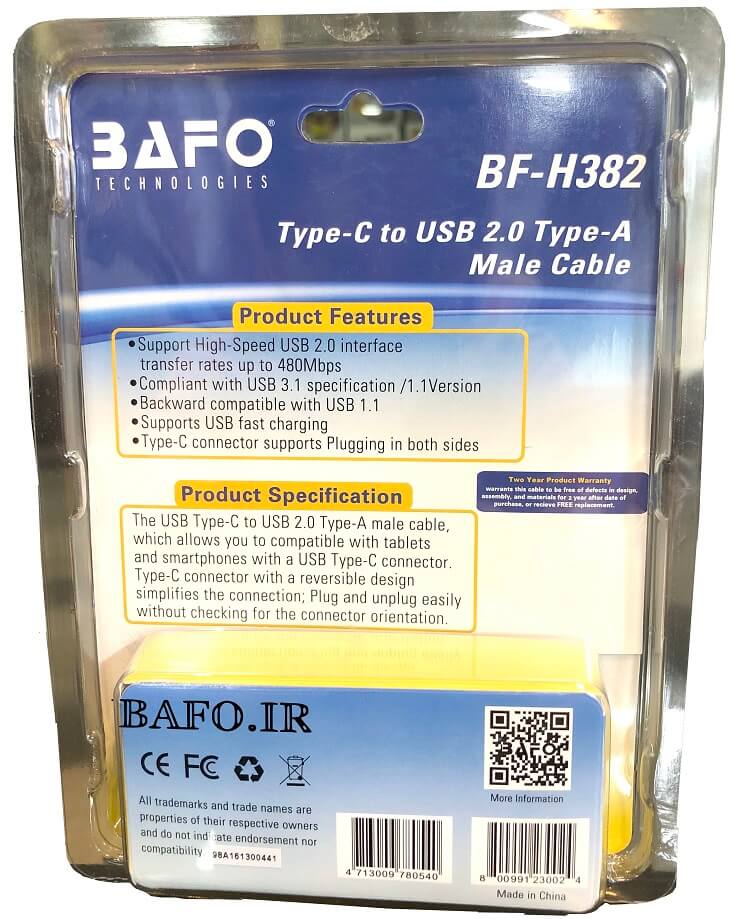 BAFO®
TECHNOLOGIES
BF-H382
Type-C to USB 2.0 Type-A
Male Cable
Product Features
•Support High-Speed USB 2.0 interface
transfer rates up to 480Mbps
•Compliant with USB 3.1 specification /1.1Version
•Backward compatible with USB 1.1
•Supports USB fast charging
•Type-C connector supports Plugging in both sides
Two Year Product Warranty
warrants this cable to be free of defects in design,
assembly, and materials for 2 year after date of
purchase, or recieve FREE replacement.
Product Specification
The USB Type-C to USB 2.0 Type-A male cable,
which allows you to compatible with tablets
and smartphones with a USB Type-C connector.
Type-C connector with a reversible design
simplifies the connection; Plug and unplug easily
without checking for the connector orientation.
BAFO.IR
CE FC
BAFO
More Information
All trademarks and trade names are
properties of their respective owners
and do not indicate endorsement nor
compatibility.
98A161300441
4 713009 780540
8 00991 23002 4
Made in China